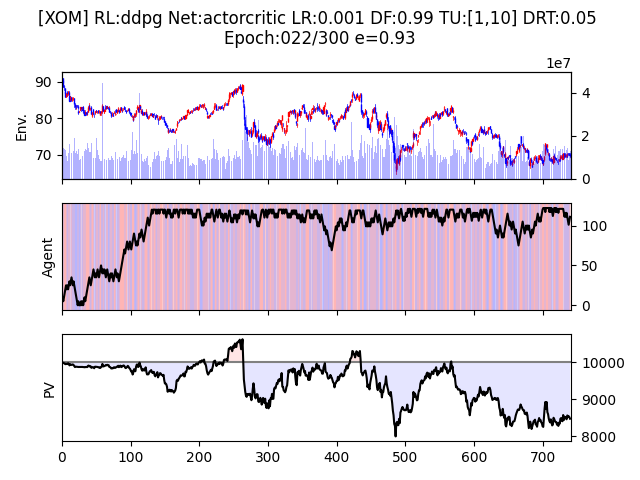 [XOM] RL:ddpg Net:actorcritic LR:0.001 DF:0.99 TU:[1,10] DRT:0.05
Epoch:022/300 e=0.93
1e7
Env.
90
80
70
4
2
0
Agent
100
50
0
PV
10000
9000
8000
0 100 200 300 400 500 600 700